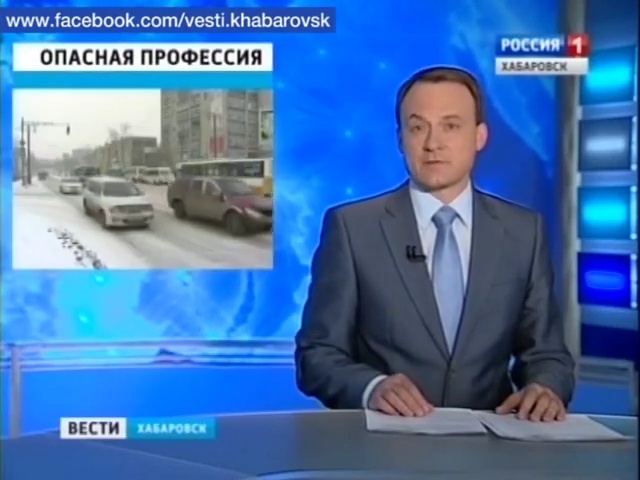 www.facebook.com/vesti.khabarovsk
ОПАСНАЯ ПРОФЕССИЯ
РОССИЯ 1
ХАБАРОВСК
ВЕСТИ ХАБАРОВСК